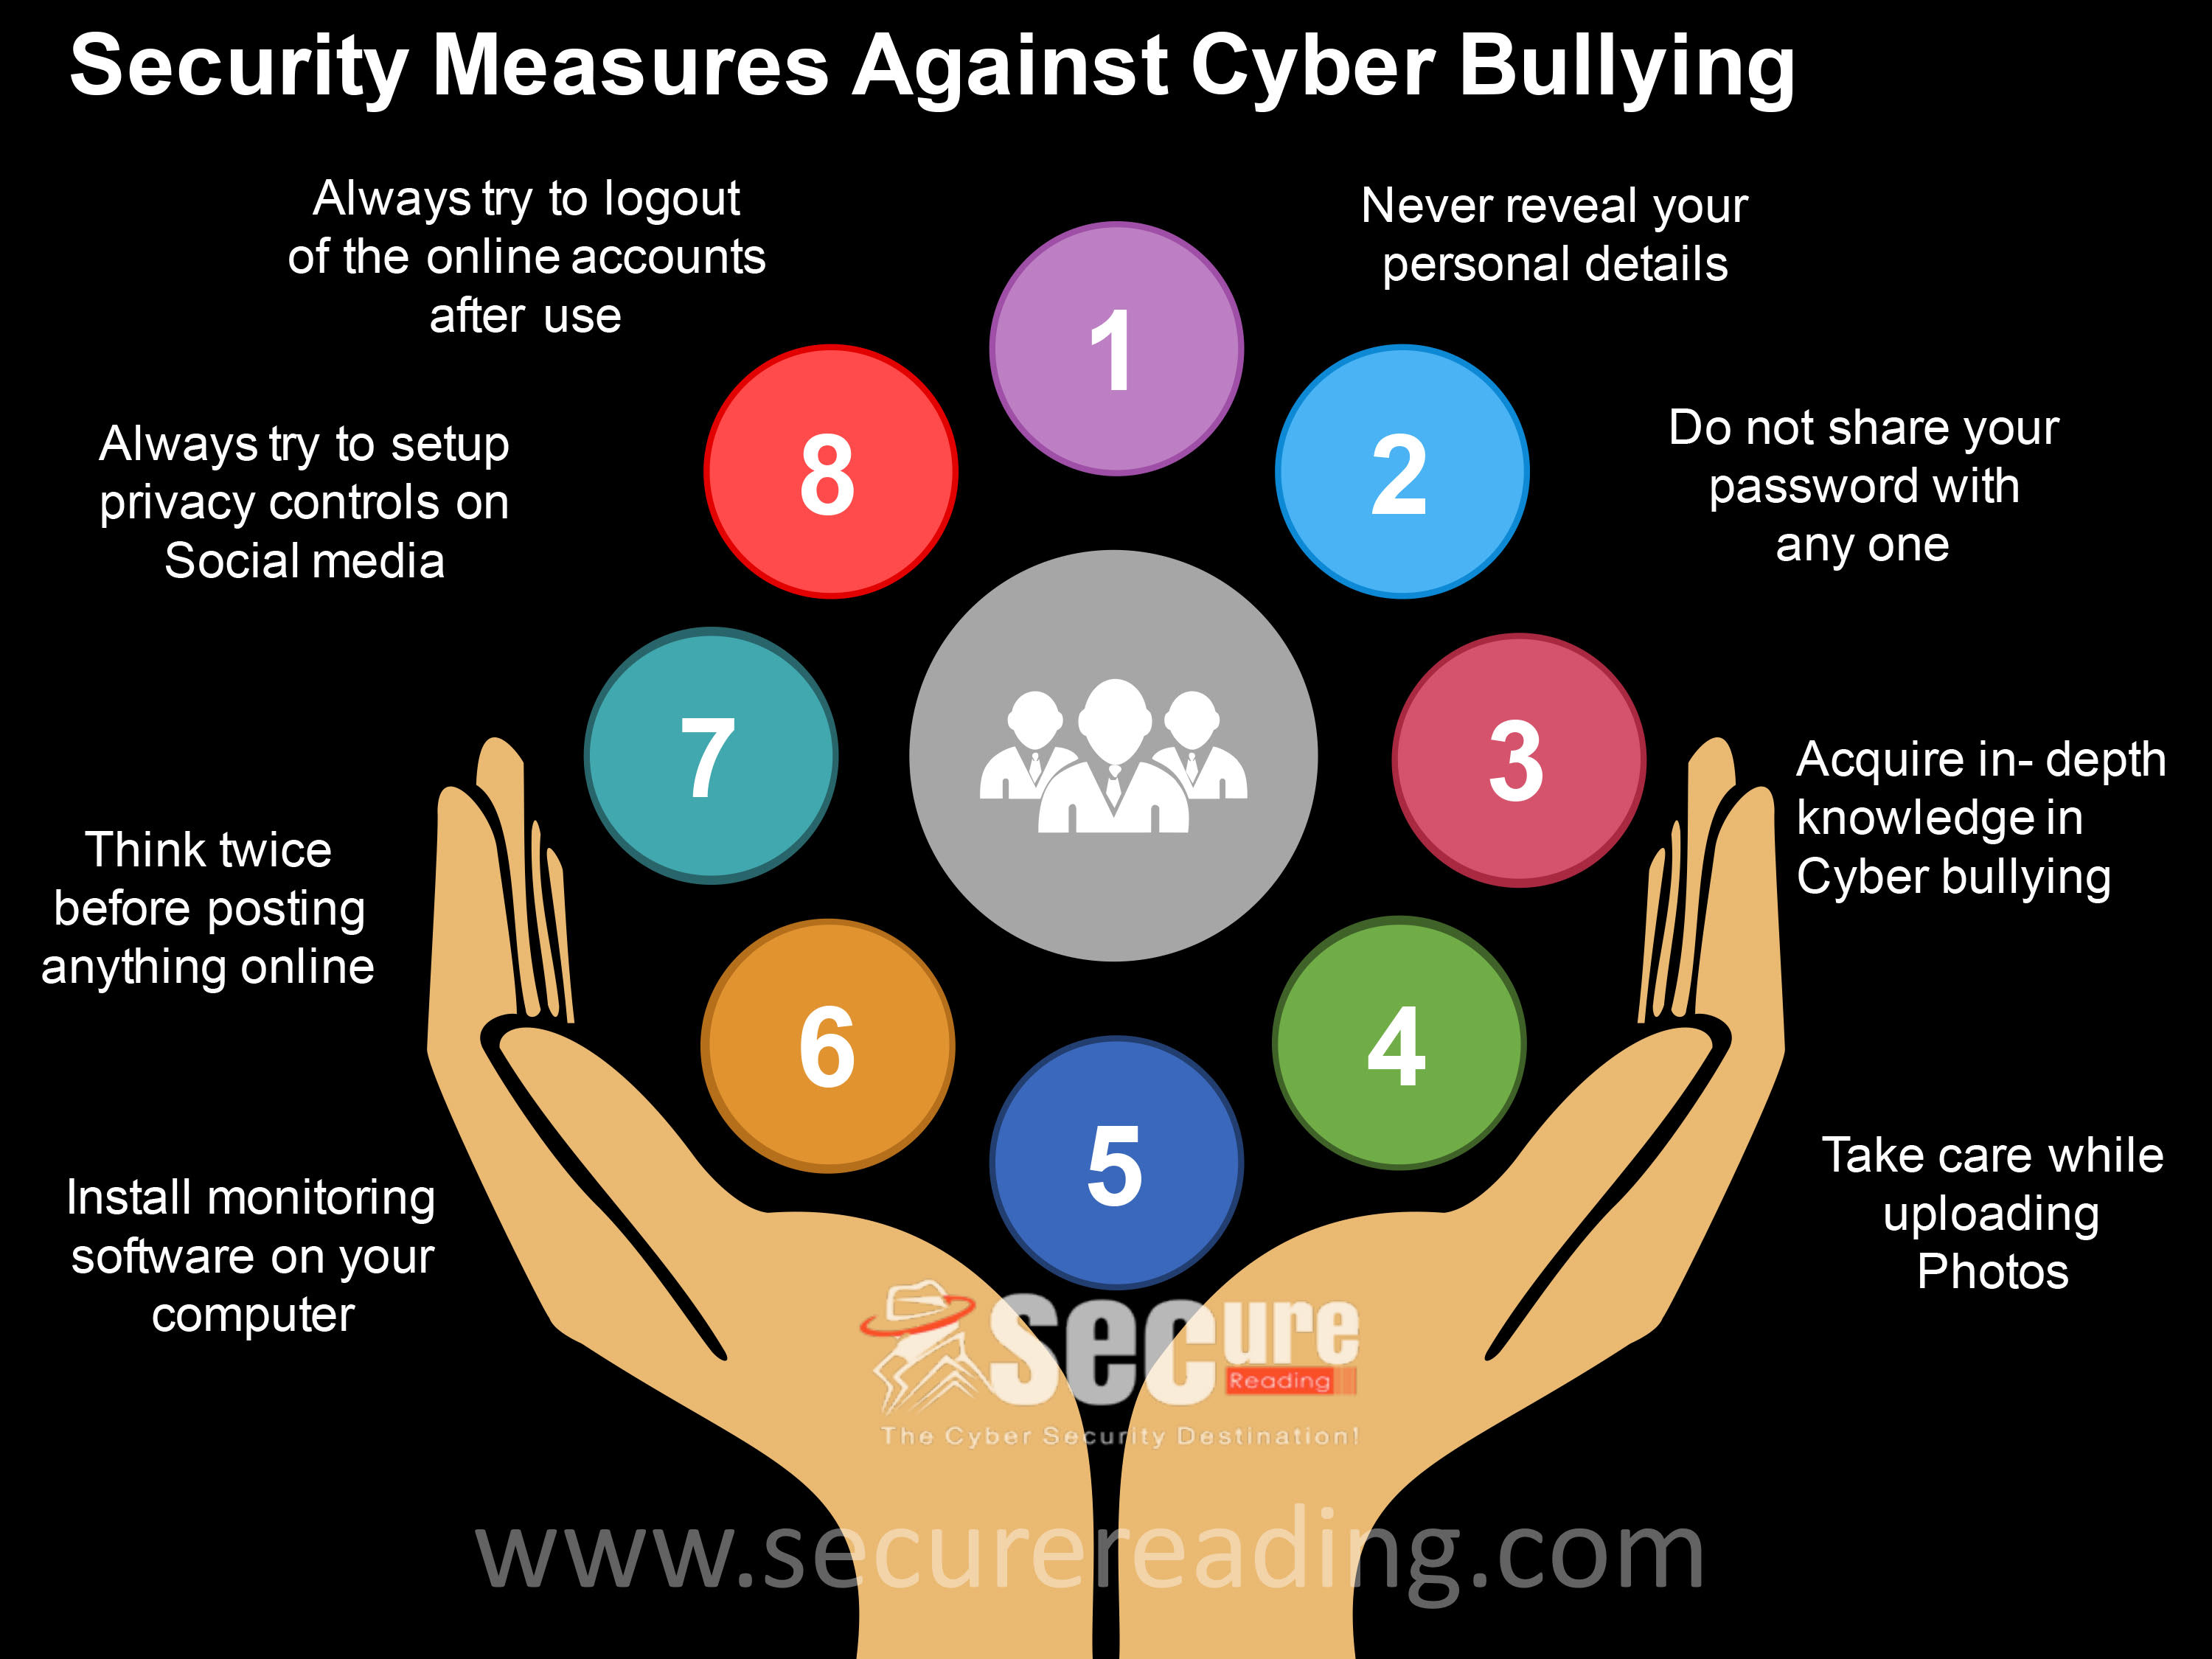 Security Measures Against Cyber Bullying
Always try to logout
of the online accounts
after use
Never reveal your
personal details
1
8
2
Always try to setup
privacy controls on
Social media
Do not share your
password with
any one
7
3
Think twice
before posting
anything online
Acquire in- depth
knowledge in
Cyber bullying
6
4
5
Install monitoring
software on your
computer
Take care while
uploading
Photos
Secure
Reading
The Cyber Security Destination!
www.securereading.com